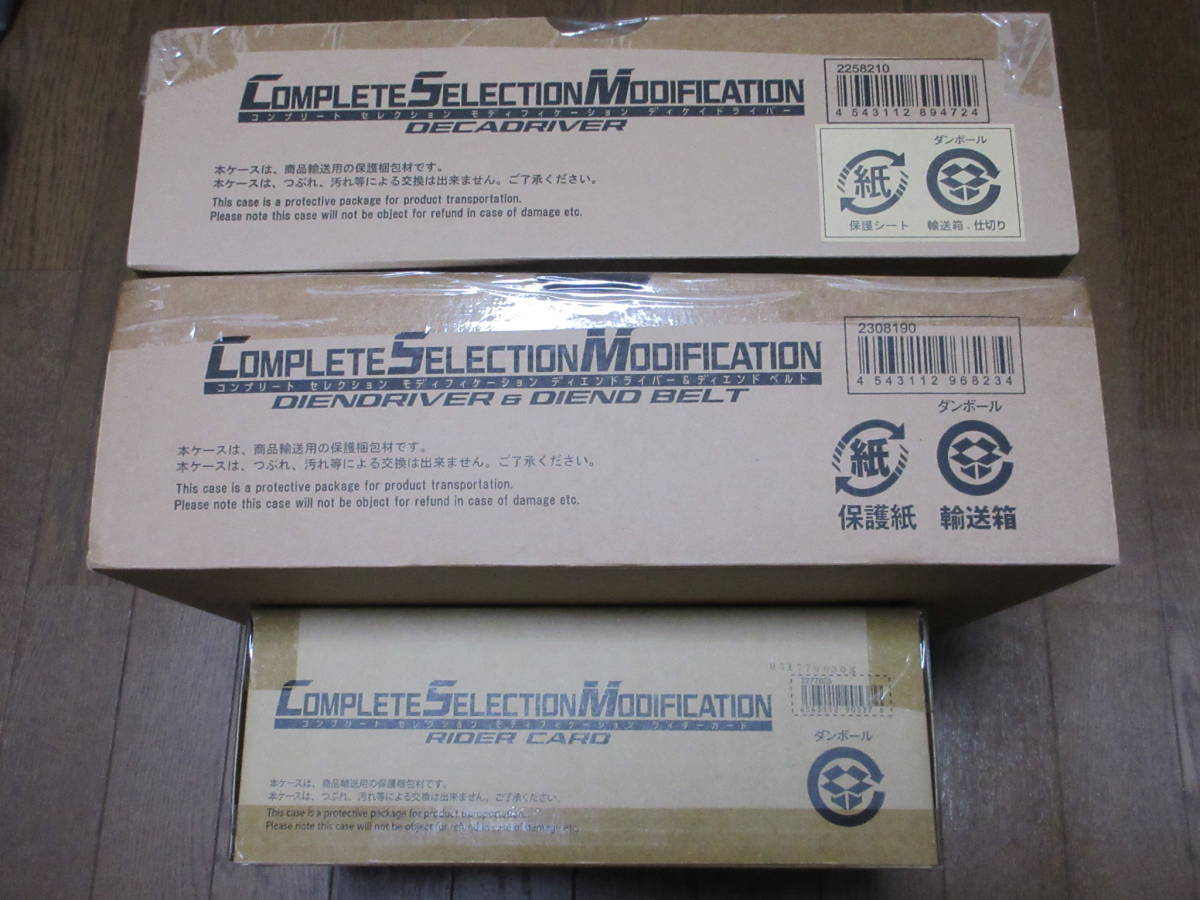 COMPLETE SELECTION MODIFICATION
コンプリート セレクション モディフィケーション ディケイドライバー
DECADRIVER
2258210
4 543112 894724
本ケースは、商品輸送用の保護梱包材です。
本ケースは、つぶれ、汚れ等による交換は出来ません。ご了承ください。
This case is a protective package for product transportation.
Please note this case will not be object for refund in case of damage etc.
ダンボール
紙
保護シート 輸送箱、仕切り
COMPLETE SELECTION MODIFICATION
コンプリート セレクション モディフィケーション ディエンドライバー&ディエンド ベルト
DIENDRIVER & DIEND BELT
2308190
4 543112 968234
本ケースは、商品輸送用の保護梱包材です。
本ケースは、つぶれ、汚れ等による交換は出来ません。ご了承ください。
This case is a protective package for product transportation.
Please note this case will not be object for refund in case of damage etc.
ダンボール
紙
保護紙 輸送箱
COMPLETE SELECTION MODIFICATION
コンプリート セレクション モディフィケーション ライダーカード
RIDER CARD
ダンボール
本ケースは、商品輸送用の保護梱包材です。
本ケースは、つぶれ、汚れ等による交換は出来ません。ご了承ください。
This case is a protective package for product transportation.
Please note this case will not be object for refund in case of damage etc.